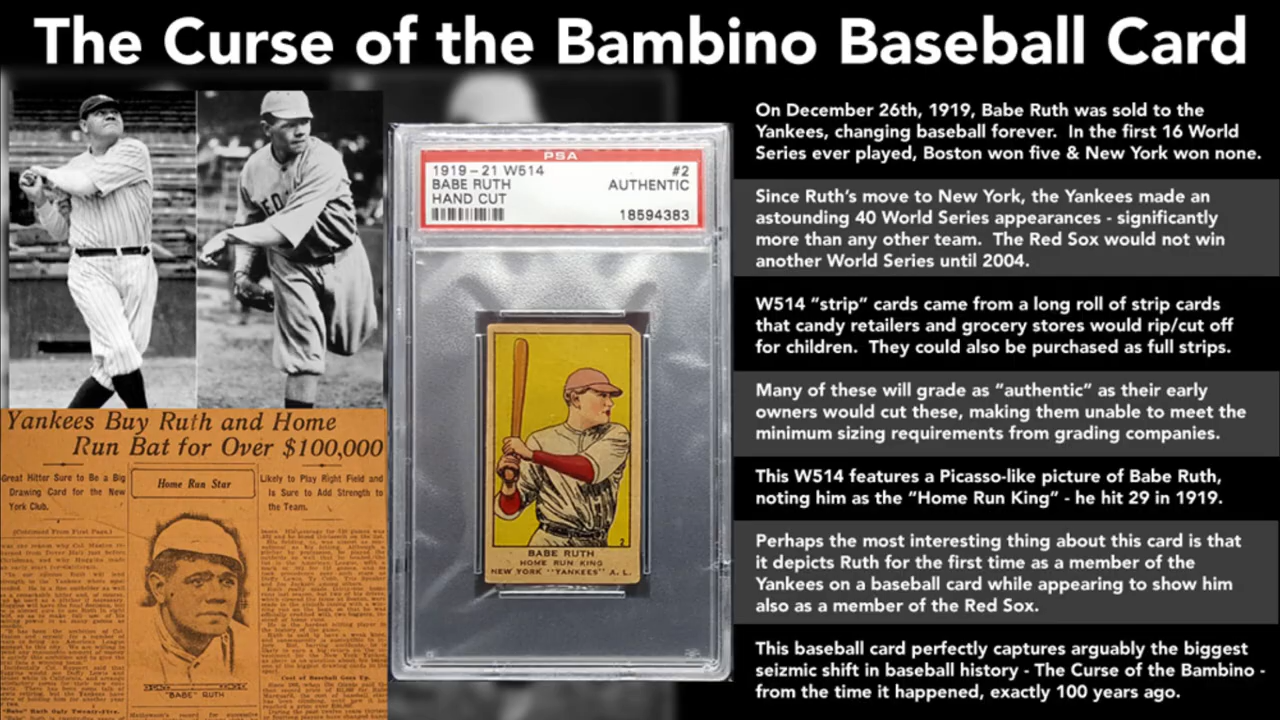 The Curse of the Bambino Baseball Card
PSA
1919-21 W514 #2
BABE RUTH AUTHENTIC
HAND CUT
18594383
2
BABE RUTH
HOME RUN KING
NEW YORK "YANKEES" A. L.
Yankees Buy Ruth and Home
Run Bat for Over $100,000
Great Hitter Sure to Be a Big
Drawing Card for the New
York Club.
Home Run Star
Likely to Play Right Field and
Is Sure to Add Strength to
the Team.
(Continued From First Page.)
"BABE" RUTH
Cost of Baseball Goes Up.
"Babe" Ruth Quite Twenty-Five.
On December 26th, 1919, Babe Ruth was sold to the
Yankees, changing baseball forever. In the first 16 World
Series ever played, Boston won five & New York won none.
Since Ruth's move to New York, the Yankees made an
astounding 40 World Series appearances - significantly
more than any other team. The Red Sox would not win
another World Series until 2004.
W514 "strip" cards came from a long roll of strip cards
that candy retailers and grocery stores would rip/cut off
for children. They could also be purchased as full strips.
Many of these will grade as "authentic" as their early
owners would cut these, making them unable to meet the
minimum sizing requirements from grading companies.
This W514 features a Picasso-like picture of Babe Ruth,
noting him as the "Home Run King" - he hit 29 in 1919.
Perhaps the most interesting thing about this card is that
it depicts Ruth for the first time as a member of the
Yankees on a baseball card while appearing to show him
also as a member of the Red Sox.
This baseball card perfectly captures arguably the biggest
seizmic shift in baseball history - The Curse of the Bambino -
from the time it happened, exactly 100 years ago.